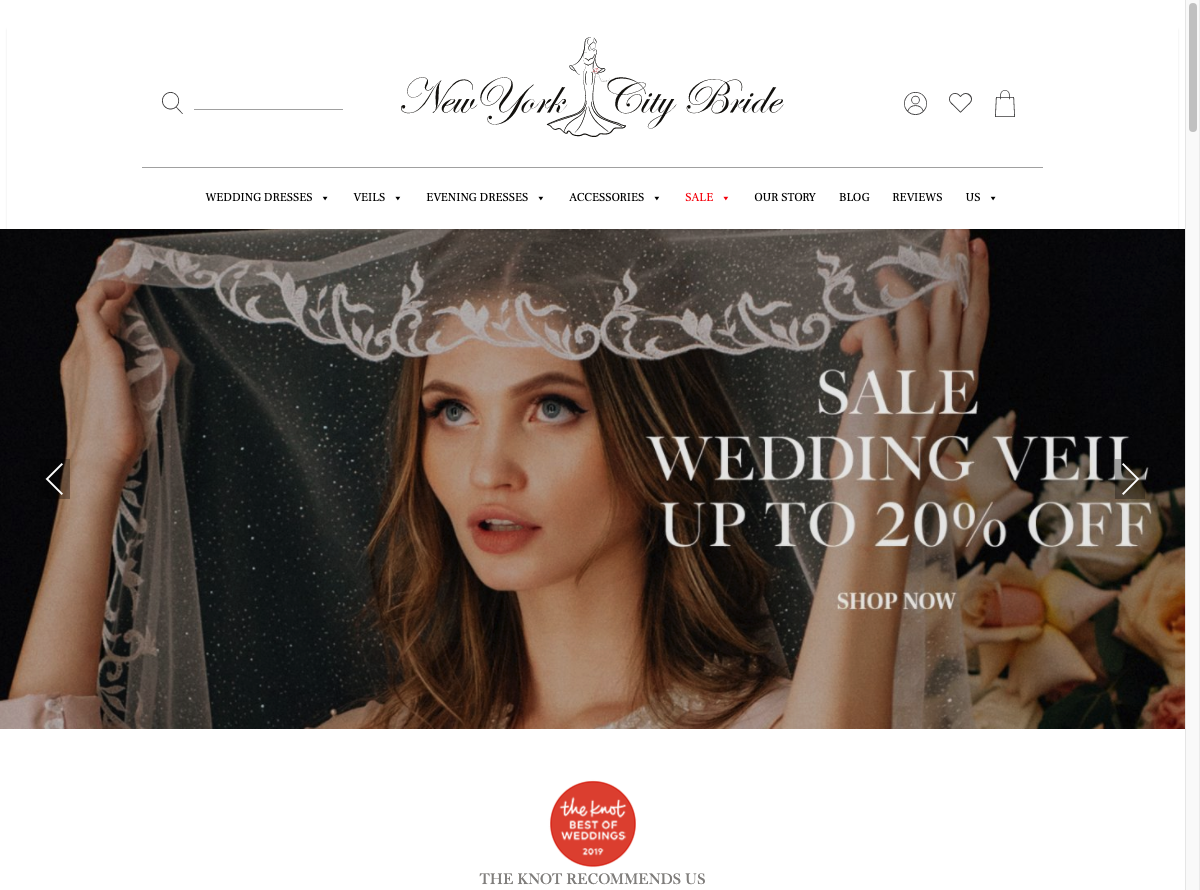 New York City Bride
WEDDING DRESSES VEILS EVENING DRESSES ACCESSORIES SALE OUR STORY BLOG REVIEWS US
SALE
WEDDING VEIL
UP TO 20% OFF
SHOP NOW
the knot
BEST OF
WEDDINGS
2019
THE KNOT RECOMMENDS US